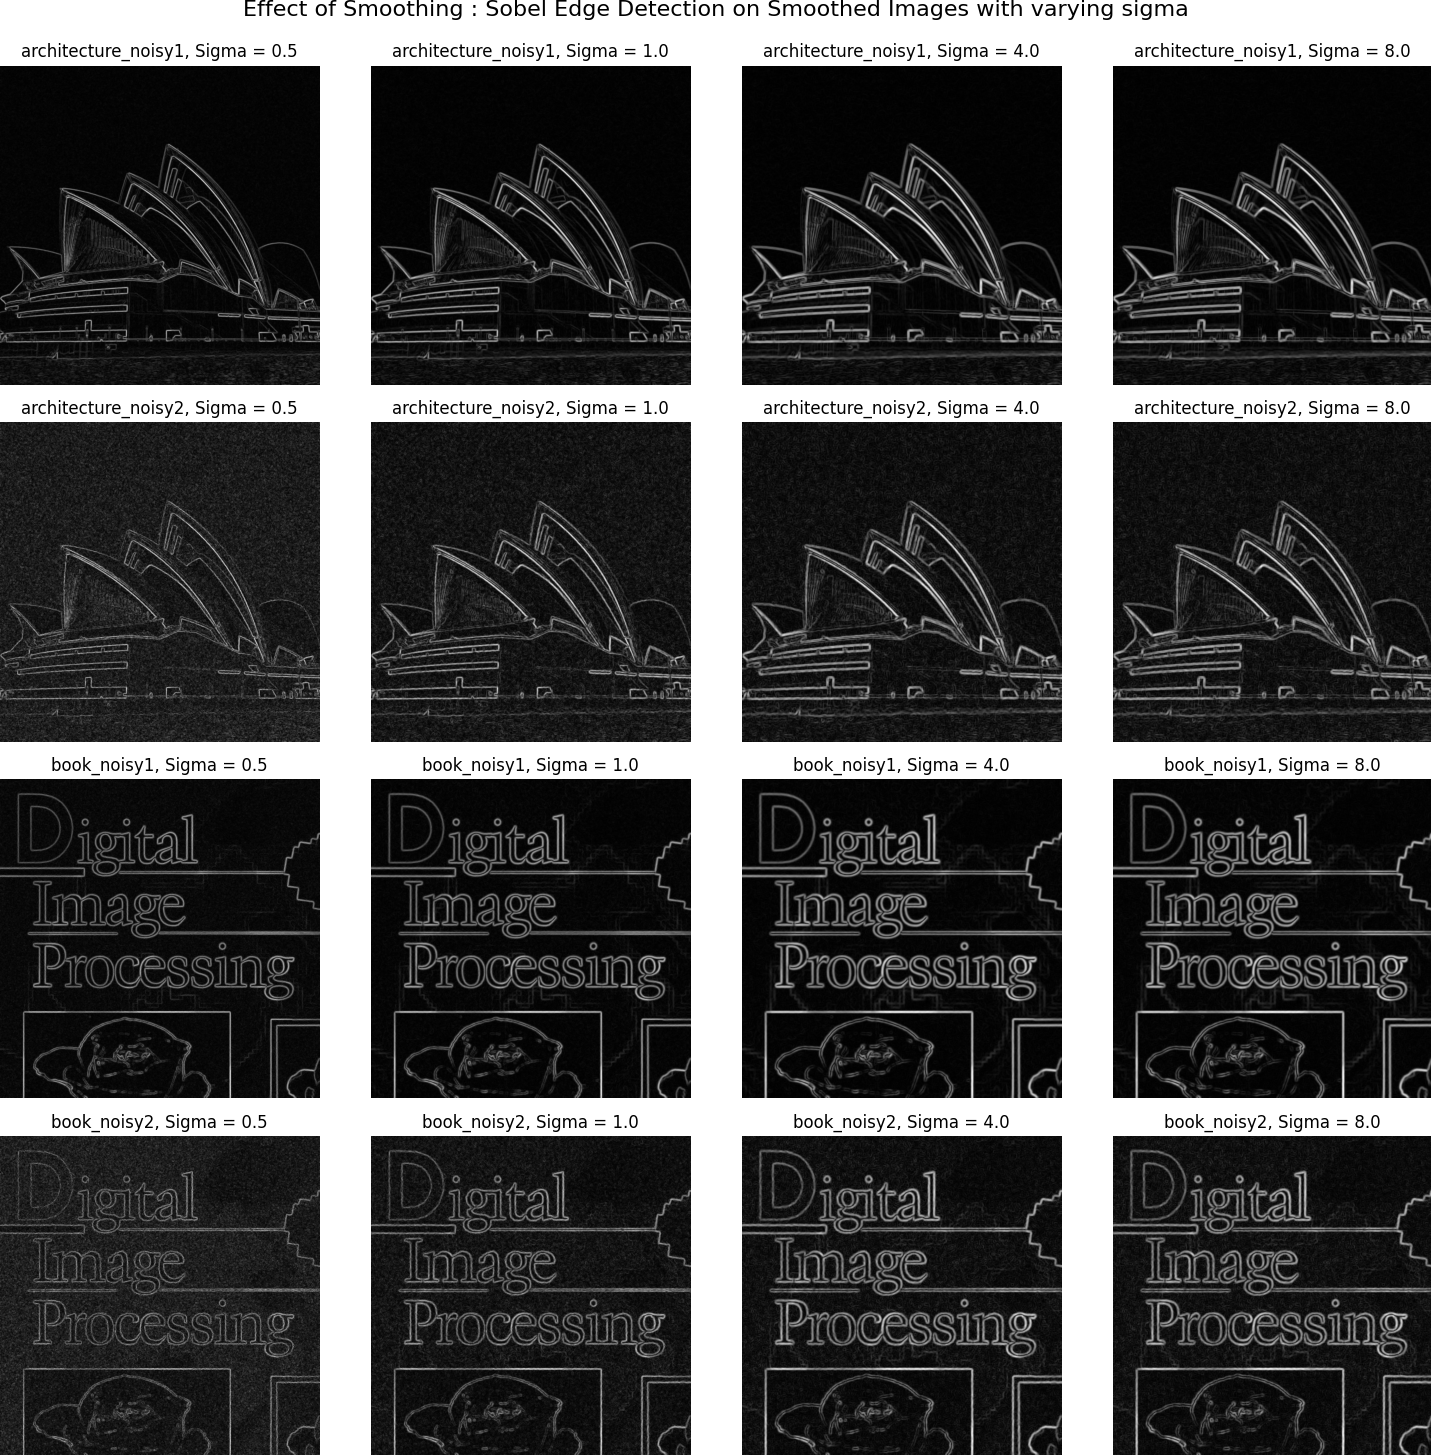 Effect of Smoothing : Sobel Edge Detection on Smoothed Images with varying sigma
architecture_noisy1, Sigma = 0.5
architecture_noisy1, Sigma = 1.0
architecture_noisy1, Sigma = 4.0
architecture_noisy1, Sigma = 8.0
architecture_noisy2, Sigma = 0.5
architecture_noisy2, Sigma = 1.0
architecture_noisy2, Sigma = 4.0
architecture_noisy2, Sigma = 8.0
book_noisy1, Sigma = 0.5
book_noisy1, Sigma = 1.0
book_noisy1, Sigma = 4.0
book_noisy1, Sigma = 8.0
Digital
Image
Processing
Digital
Image
Processing
Digital
Image
Processing
Digital
Image
Processing
book_noisy2, Sigma = 0.5
book_noisy2, Sigma = 1.0
book_noisy2, Sigma = 4.0
book_noisy2, Sigma = 8.0
Digital
Image
Processing
Digital
Image
Processing
Digital
Image
Processing
Digital
Image
Processing